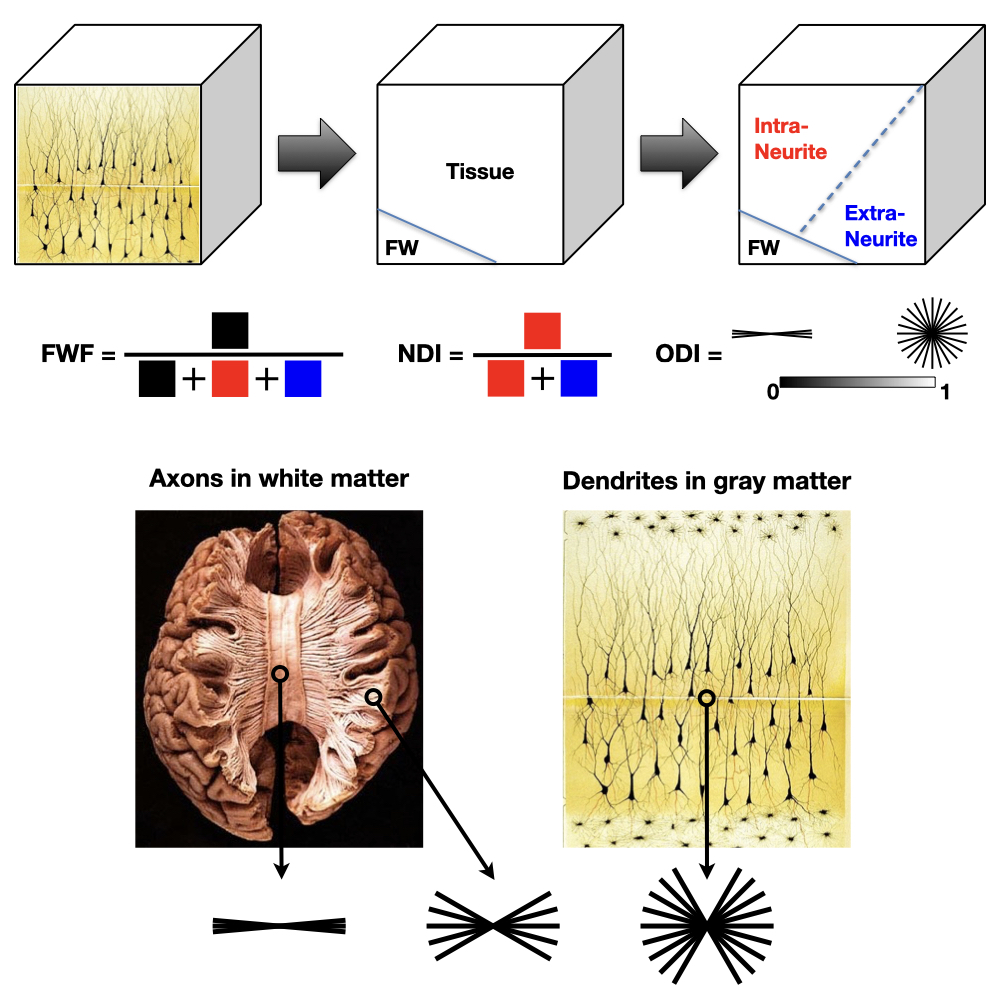 Tissue
FW
Intra-
Neurite
Extra-
Neurite
FW
FWF =
+ +
NDI =
+
ODI =
0 1
Axons in white matter
Dendrites in gray matter